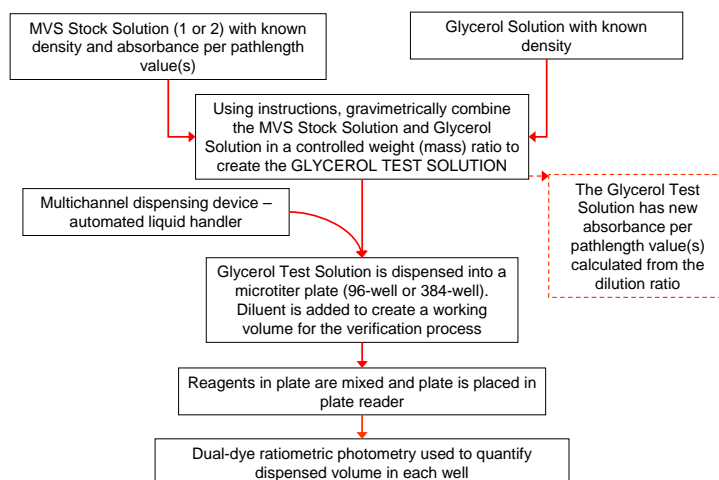 MVS Stock Solution (1 or 2) with known
density and absorbance per pathlength
value(s)
Glycerol Solution with known
density
Using instructions, gravimetrically combine
the MVS Stock Solution and Glycerol
Solution in a controlled weight (mass) ratio to
create the GLYCEROL TEST SOLUTION
The Glycerol Test
Solution has new
absorbance per
pathlength value(s)
calculated from the
dilution ratio
Multichannel dispensing device –
automated liquid handler
Glycerol Test Solution is dispensed into a
microtiter plate (96-well or 384-well).
Diluent is added to create a working
volume for the verification process
Reagents in plate are mixed and plate is placed in
plate reader
Dual-dye ratiometric photometry used to quantify
dispensed volume in each well